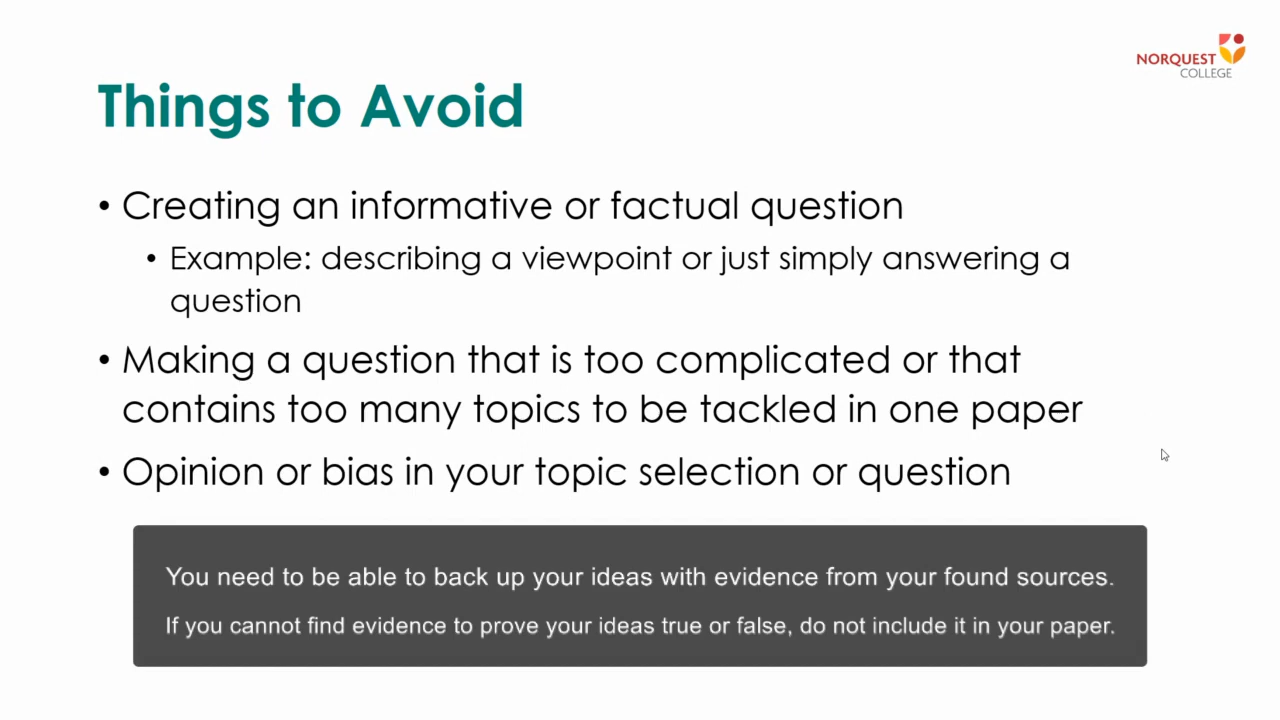 NORQUEST
COLLEGE
Things to Avoid
• Creating an informative or factual question
• Example: describing a viewpoint or just simply answering a
question
• Making a question that is too complicated or that
contains too many topics to be tackled in one paper
• Opinion or bias in your topic selection or question
You need to be able to back up your ideas with evidence from your found sources.
If you cannot find evidence to prove your ideas true or false, do not include it in your paper.